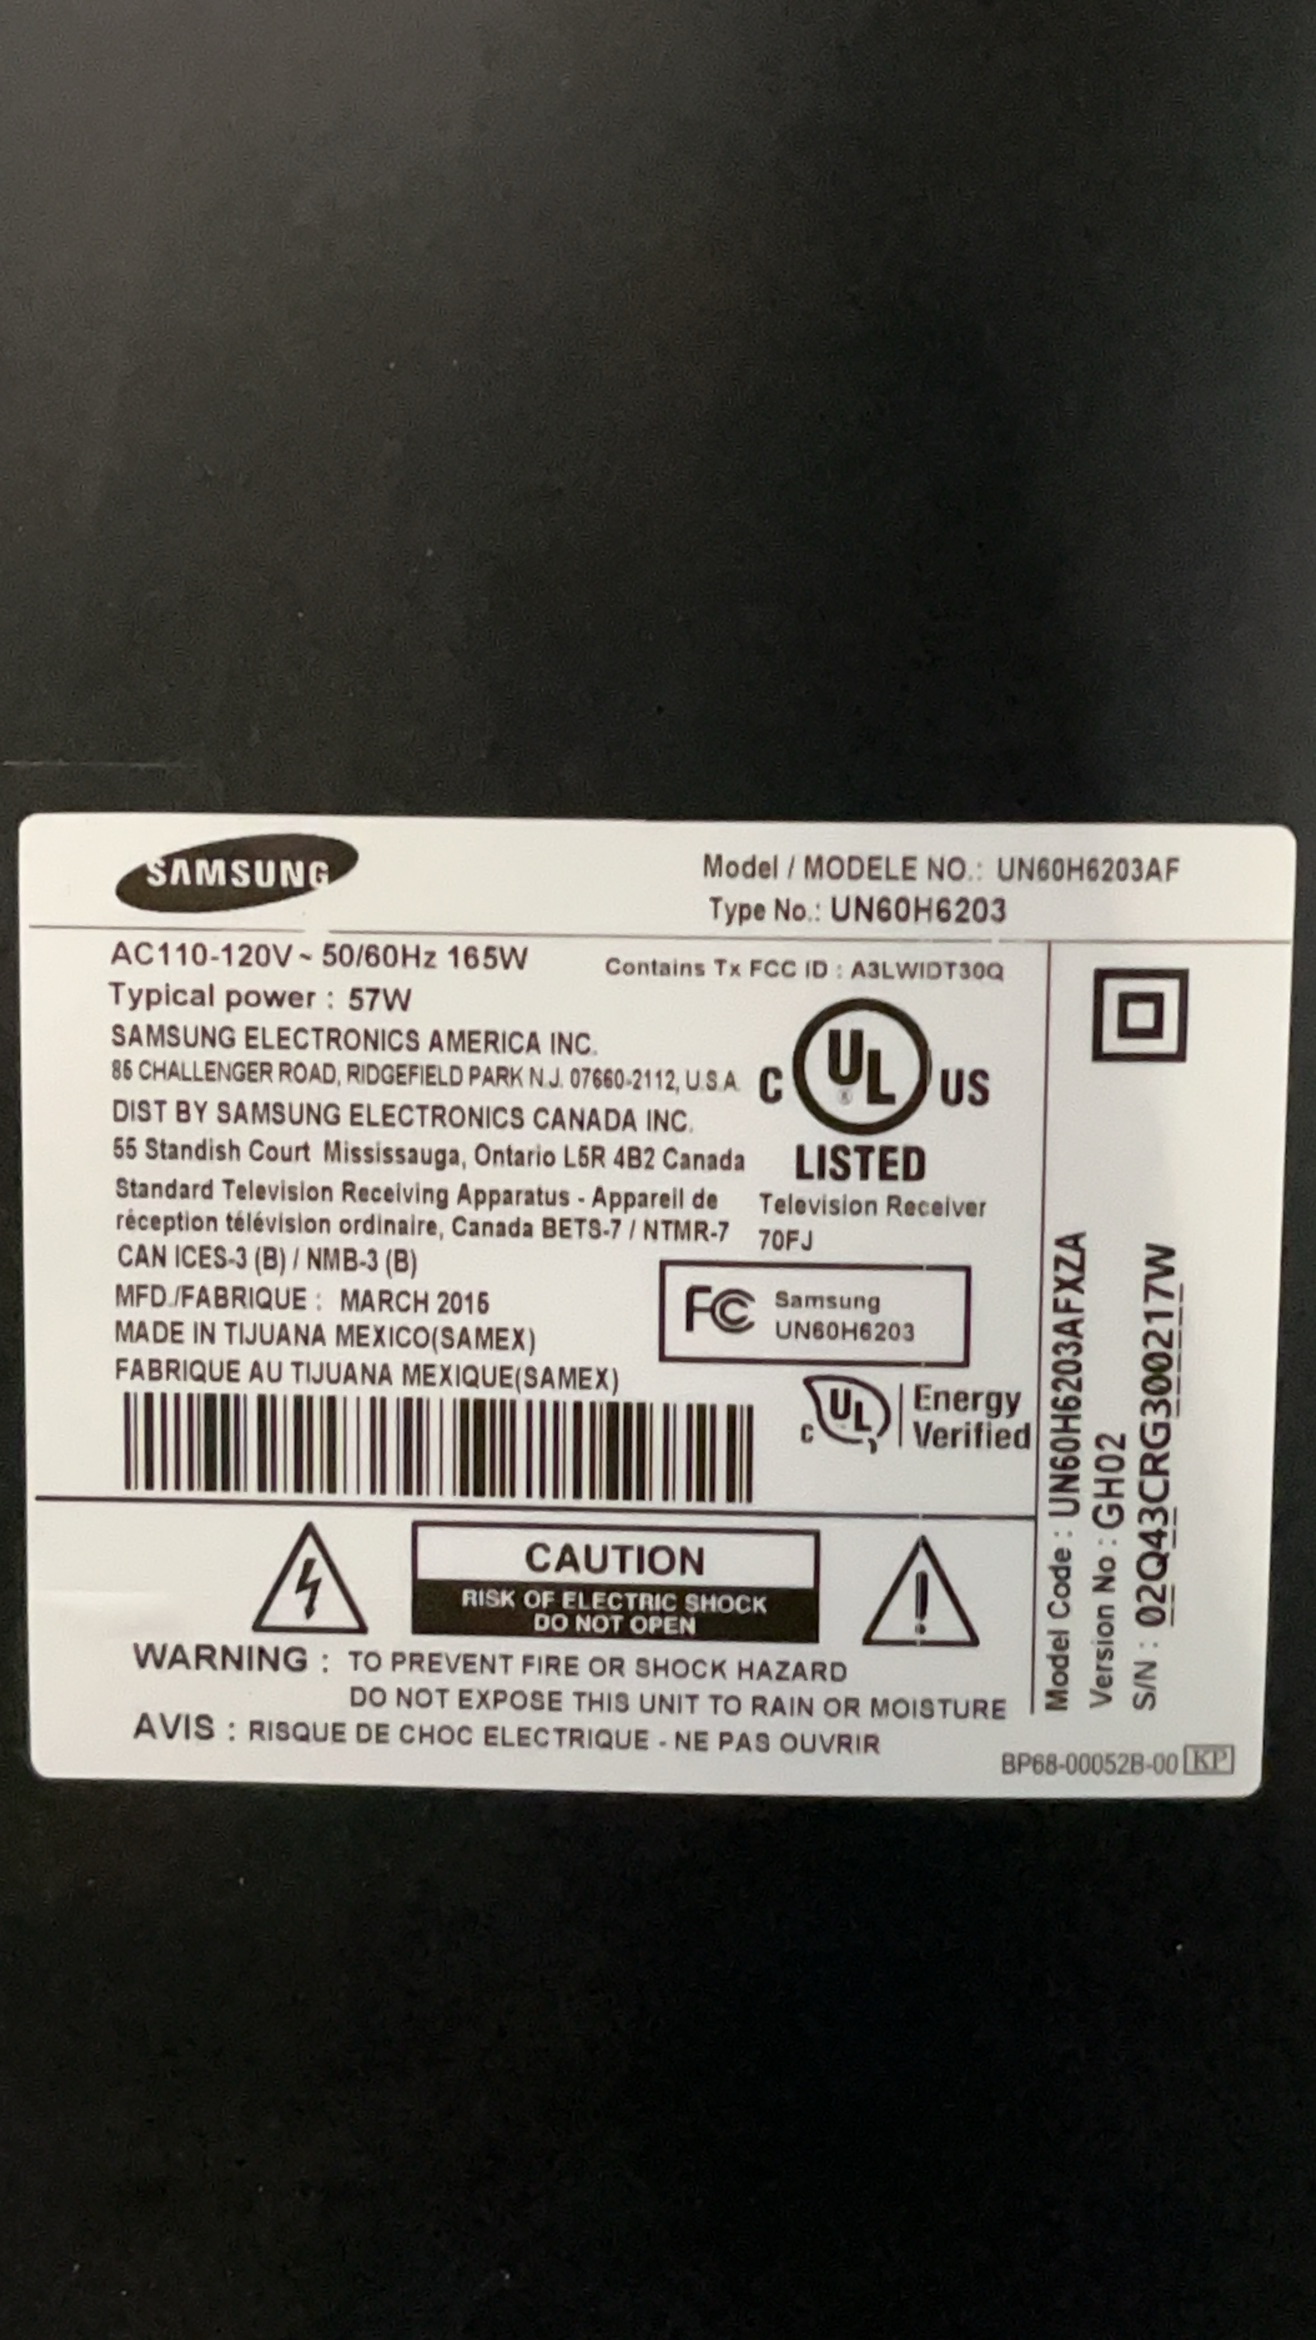 SAMSUNG
Model / MODELE NO.: UN60H6203AF
Type No.: UN60H6203
AC110-120V ~ 50/60Hz 165W
Contains Tx FCC ID : A3LWIDT30Q
Typical power : 57W
SAMSUNG ELECTRONICS AMERICA INC.
85 CHALLENGER ROAD, RIDGEFIELD PARK N.J. 07660-2112, U.S.A.
DIST BY SAMSUNG ELECTRONICS CANADA INC.
55 Standish Court Mississauga, Ontario L5R 4B2 Canada
Standard Television Receiving Apparatus - Appareil de
réception télévision ordinaire, Canada BETS-7 / NTMR-7
CAN ICES-3 (B) / NMB-3 (B)
MFD./FABRIQUE : MARCH 2015
MADE IN TIJUANA MEXICO(SAMEX)
FABRIQUE AU TIJUANA MEXIQUE(SAMEX)
C UL ® US
LISTED
Television Receiver
70FJ
FC Samsung
UN60H6203
C UL Energy
Verified
CAUTION
RISK OF ELECTRIC SHOCK
DO NOT OPEN
WARNING : TO PREVENT FIRE OR SHOCK HAZARD
DO NOT EXPOSE THIS UNIT TO RAIN OR MOISTURE
AVIS : RISQUE DE CHOC ELECTRIQUE - NE PAS OUVRIR
Model Code : UN60H6203AFXZA
Version No : GH02
S/N : 02Q43CRG300217W
BP68-00052B-00 KP